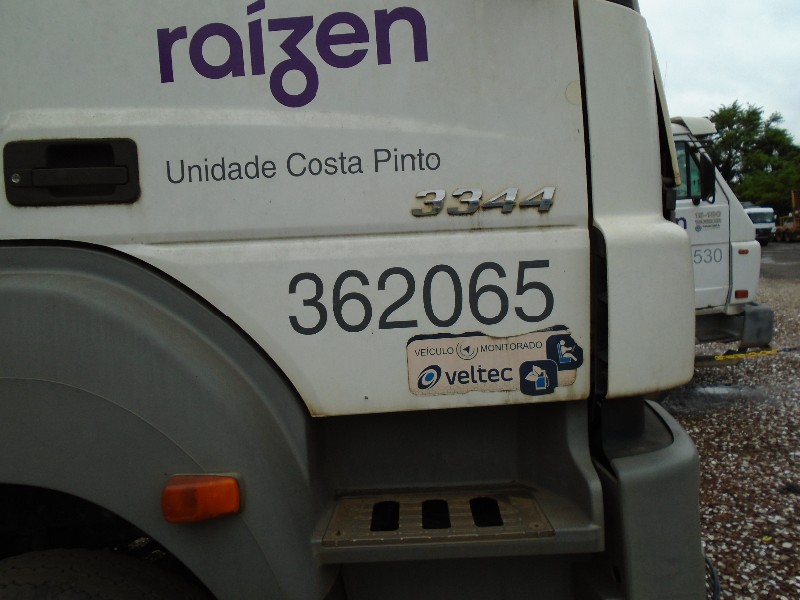 raízen
Unidade Costa Pinto
3344
362065
VEÍCULO MONITORADO
veltec
530